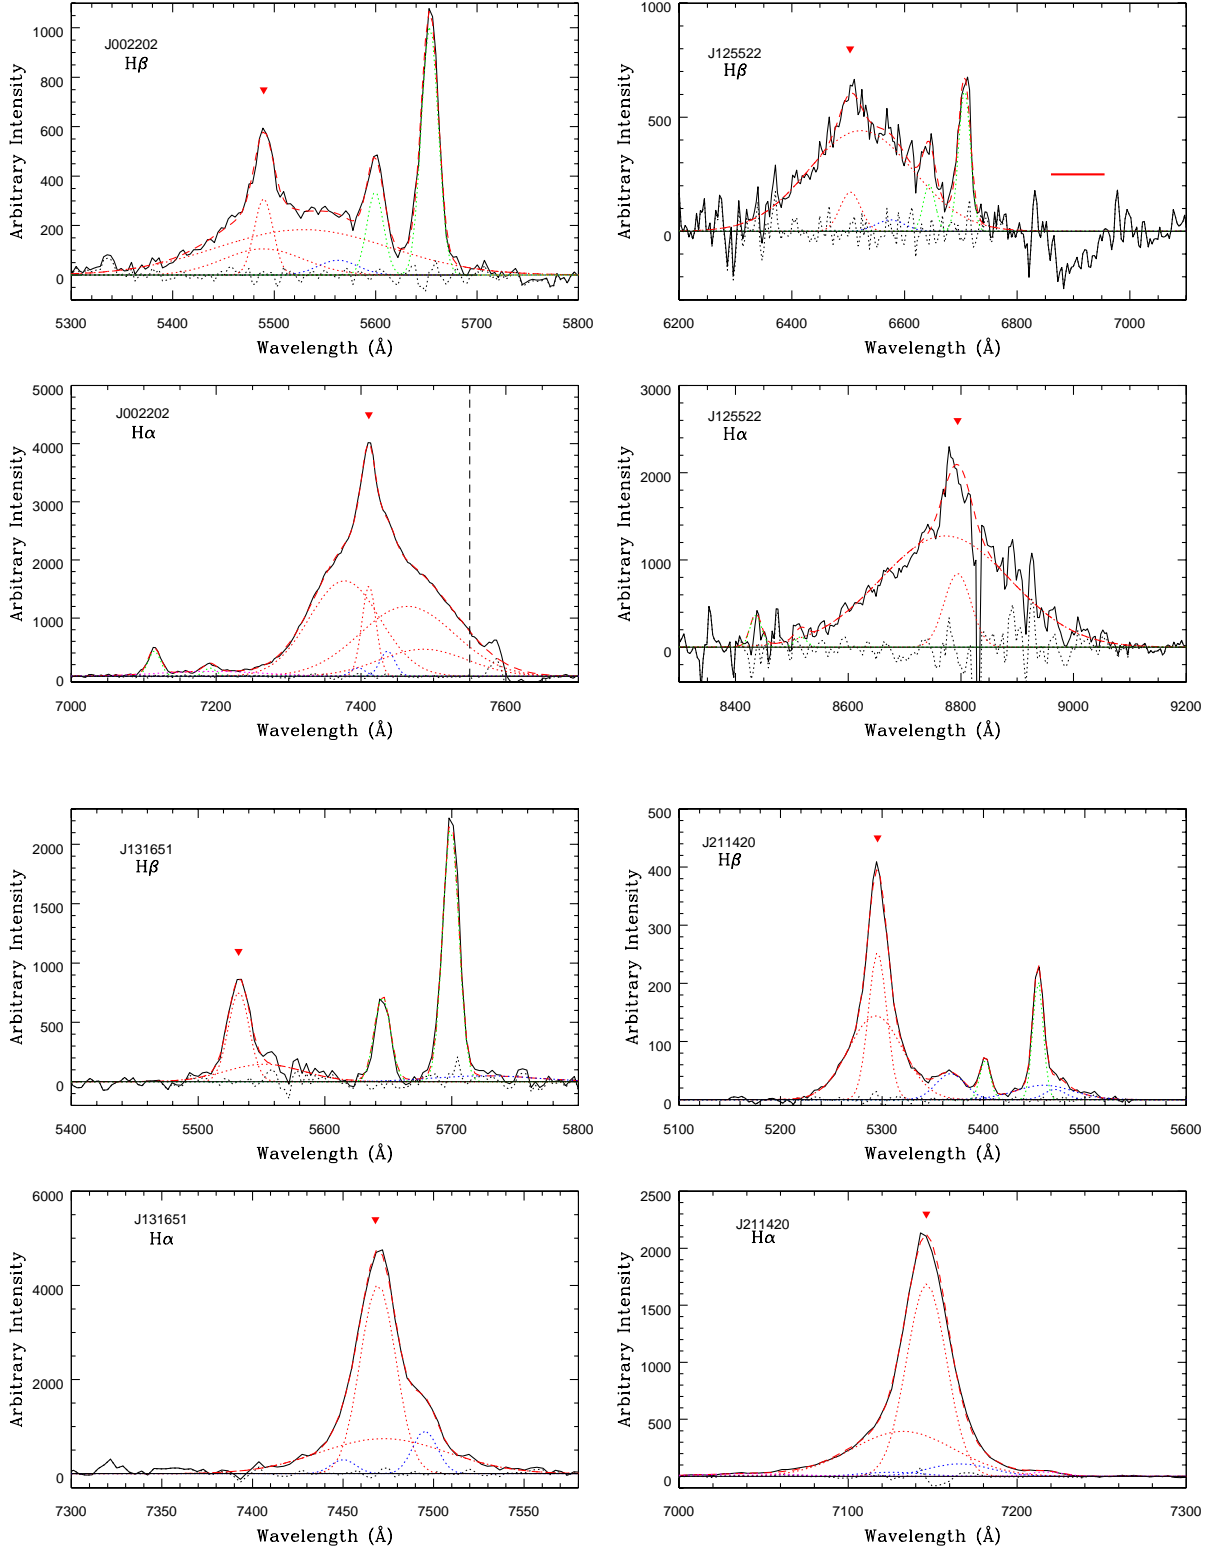 J002202
Hβ
Arbitrary Intensity
1000
800
600
400
200
0
5300 5400 5500 5600 5700 5800
Wavelength (Å)
J125522
Hβ
Arbitrary Intensity
1000
500
0
6200 6400 6600 6800 7000
Wavelength (Å)
J002202
Hα
Arbitrary Intensity
5000
4000
3000
2000
1000
0
7000 7200 7400 7600
Wavelength (Å)
J125522
Hα
Arbitrary Intensity
3000
2000
1000
0
8400 8600 8800 9000 9200
Wavelength (Å)
J131651
Hβ
Arbitrary Intensity
2000
1500
1000
500
0
5400 5500 5600 5700 5800
Wavelength (Å)
J211420
Hβ
Arbitrary Intensity
500
400
300
200
100
0
5100 5200 5300 5400 5500 5600
Wavelength (Å)
J131651
Hα
Arbitrary Intensity
6000
4000
2000
0
7300 7350 7400 7450 7500 7550
Wavelength (Å)
J211420
Hα
Arbitrary Intensity
2500
2000
1500
1000
500
0
7000 7100 7200 7300
Wavelength (Å)